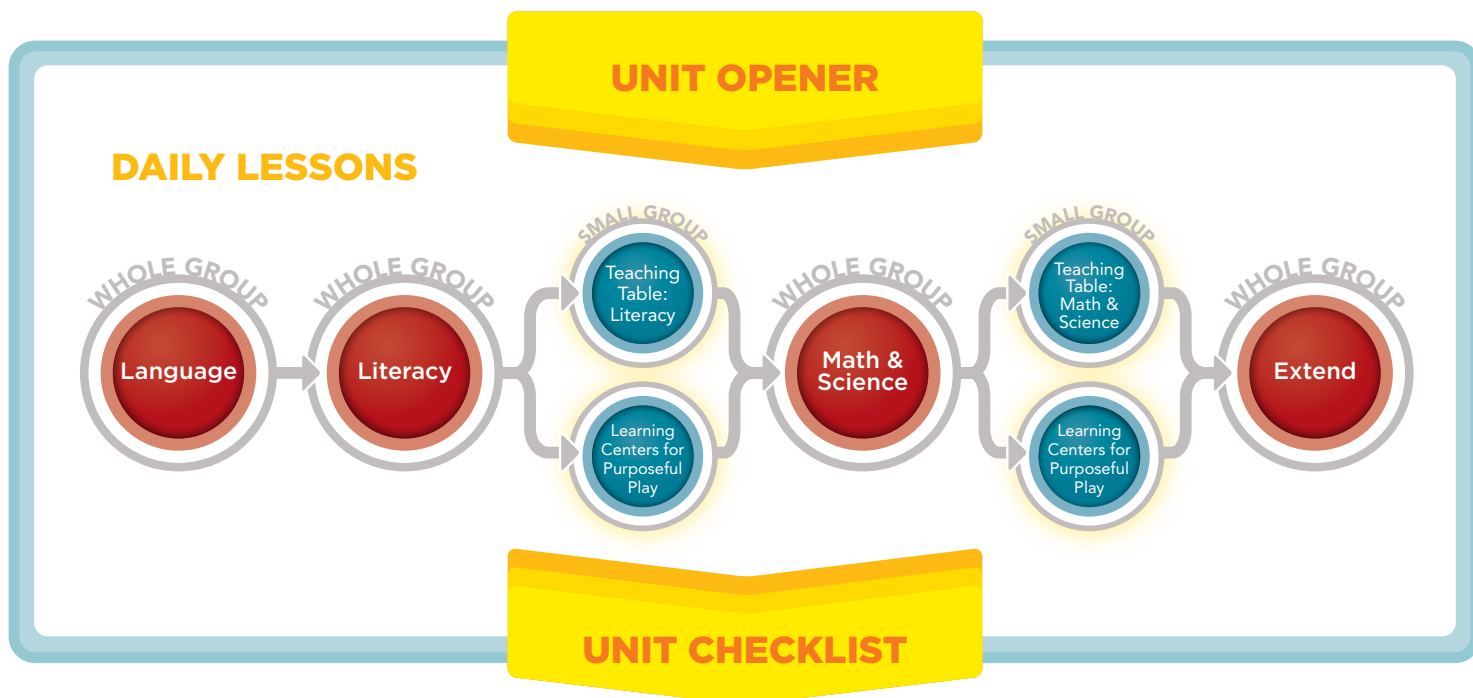 UNIT OPENER
DAILY LESSONS
WHOLE GROUP
Language
WHOLE GROUP
Literacy
SMALL GROUP
Teaching
Table:
Literacy
Learning
Centers for
Purposeful
Play
WHOLE GROUP
Math &
Science
SMALL GROUP
Teaching
Table:
Math &
Science
Learning
Centers for
Purposeful
Play
WHOLE GROUP
Extend
UNIT CHECKLIST